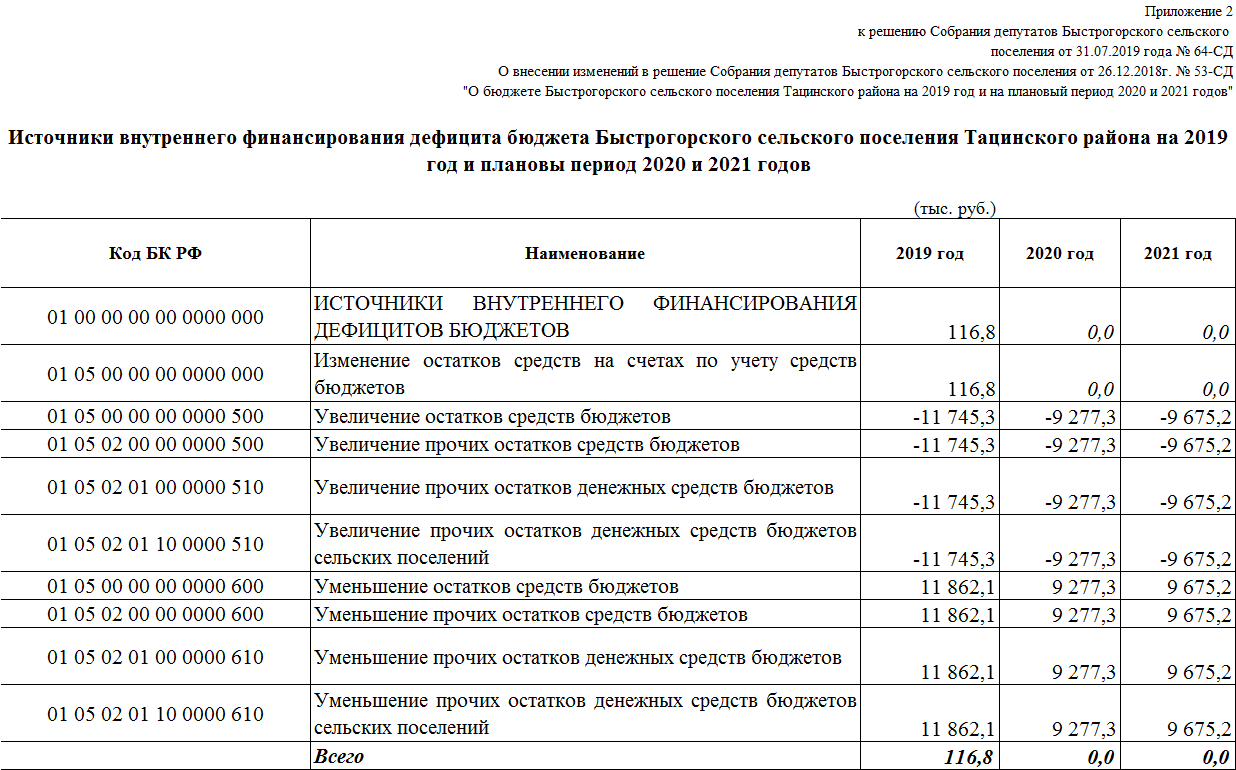 Приложение 2
к решению Собрания депутатов Быстрогорского сельского
поселения от 31.07.2019 года № 64-СД
О внесении изменений в решение Собрания депутатов Быстрогорского сельского поселения от 26.12.2018г. № 53-СД
"О бюджете Быстрогорского сельского поселения Тацинского района на 2019 год и на плановый период 2020 и 2021 годов"
Источники внутреннего финансирования дефицита бюджета Быстрогорского сельского поселения Тацинского района на 2019
год и плановы период 2020 и 2021 годов
(тыс. руб.)
Код БК РФ Наименование 2019 год 2020 год 2021 год
01 00 00 00 00 0000 000 ИСТОЧНИКИ ВНУТРЕННЕГО ФИНАНСИРОВАНИЯ
ДЕФИЦИТОВ БЮДЖЕТОВ 116,8 0,0 0,0
01 05 00 00 00 0000 000 Изменение остатков средств на счетах по учету средств
бюджетов 116,8 0,0 0,0
01 05 00 00 00 0000 500 Увеличение остатков средств бюджетов -11 745,3 -9 277,3 -9 675,2
01 05 02 00 00 0000 500 Увеличение прочих остатков средств бюджетов -11 745,3 -9 277,3 -9 675,2
01 05 02 01 00 0000 510 Увеличение прочих остатков денежных средств бюджетов -11 745,3 -9 277,3 -9 675,2
01 05 02 01 10 0000 510 Увеличение прочих остатков денежных средств бюджетов
сельских поселений -11 745,3 -9 277,3 -9 675,2
01 05 00 00 00 0000 600 Уменьшение остатков средств бюджетов 11 862,1 9 277,3 9 675,2
01 05 02 00 00 0000 600 Уменьшение прочих остатков средств бюджетов 11 862,1 9 277,3 9 675,2
01 05 02 01 00 0000 610 Уменьшение прочих остатков денежных средств бюджетов 11 862,1 9 277,3 9 675,2
01 05 02 01 10 0000 610 Уменьшение прочих остатков денежных средств бюджетов
сельских поселений 11 862,1 9 277,3 9 675,2
Всего 116,8 0,0 0,0